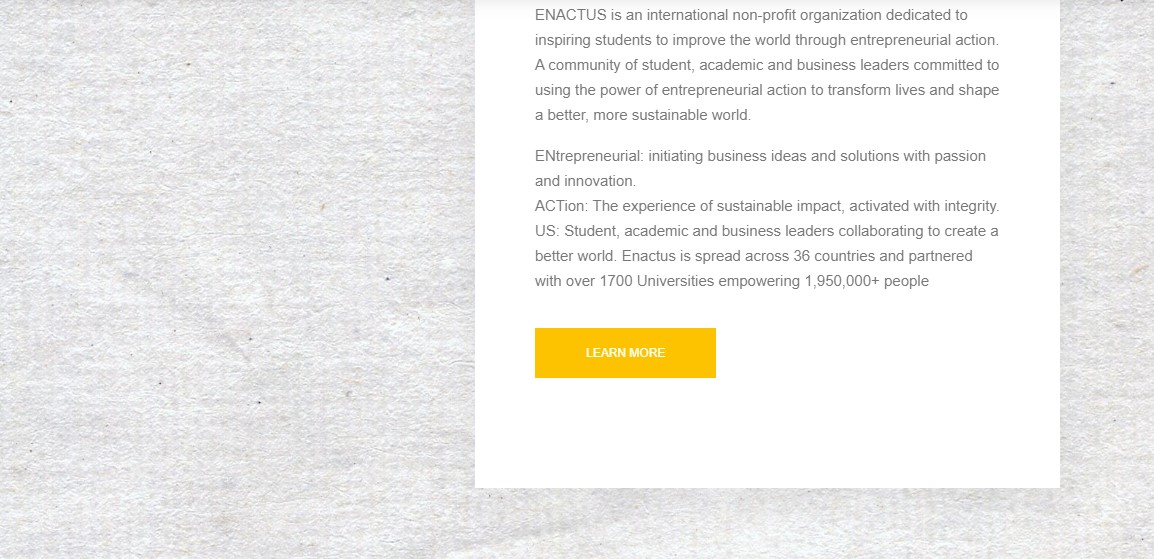 ENACTUS is an international non-profit organization dedicated to
inspiring students to improve the world through entrepreneurial action.
A community of student, academic and business leaders committed to
using the power of entrepreneurial action to transform lives and shape
a better, more sustainable world.
ENtrepreneurial: initiating business ideas and solutions with passion
and innovation.
ACTion: The experience of sustainable impact, activated with integrity.
US: Student, academic and business leaders collaborating to create a
better world. Enactus is spread across 36 countries and partnered
with over 1700 Universities empowering 1,950,000+ people
LEARN MORE